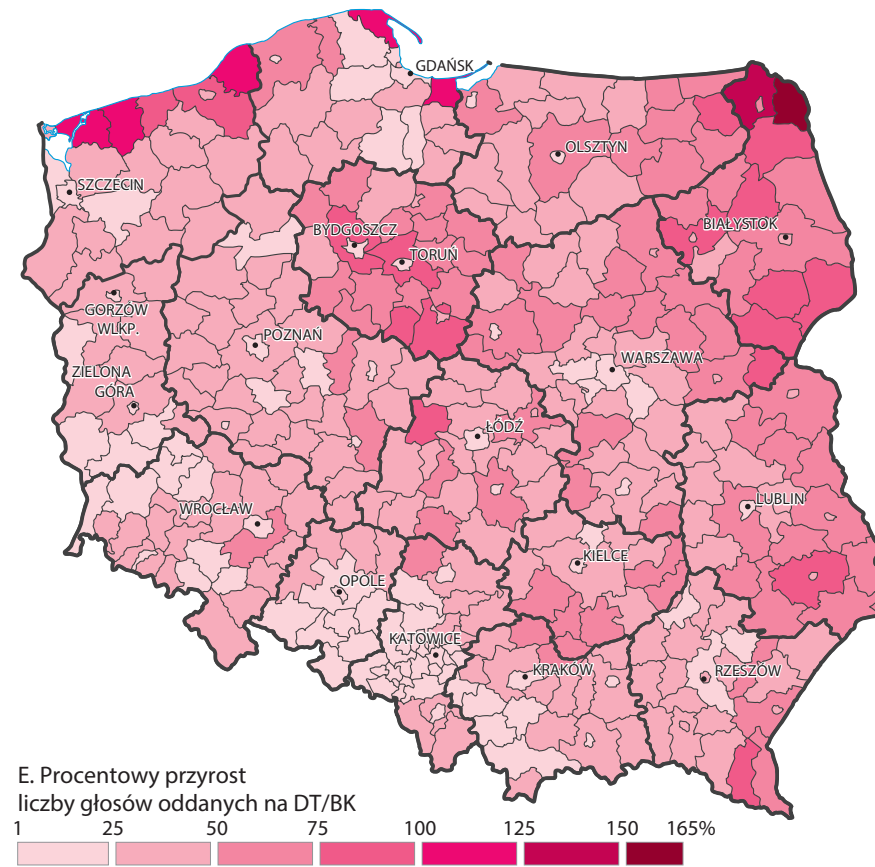 GDAŃSK
OLSZTYN
SZCZECIN
BIAŁYSTOK
BYDGOSZCZ
TORUŃ
GORZÓW
WLKP.
POZNAŃ
WARSZAWA
ZIELONA
GÓRA
ŁÓDŹ
WROCŁAW
LUBLIN
KIELCE
OPOLE
KATOWICE
KRAKÓW
RZESZÓW
E. Procentowy przyrost
liczby głosów oddanych na DT/BK
1 25 50 75 100 125 150 165%